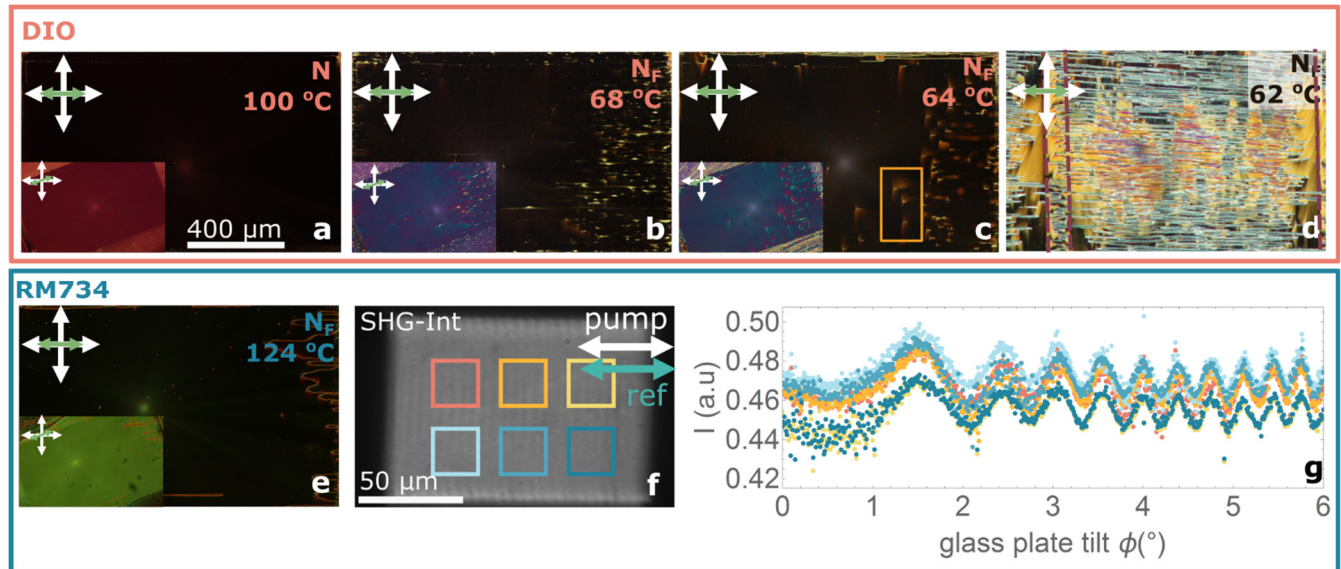 DIO
N
100 °C
400 µm
a
N_F
68 °C
b
N_F
64 °C
c
62 °C
d
RM734
N_F
124 °C
e
SHG-Int
pump
ref
50 µm
f
I (a.u)
0.50
0.48
0.46
0.44
0.42
0 1 2 3 4 5 6
glass plate tilt ϕ(°)
g